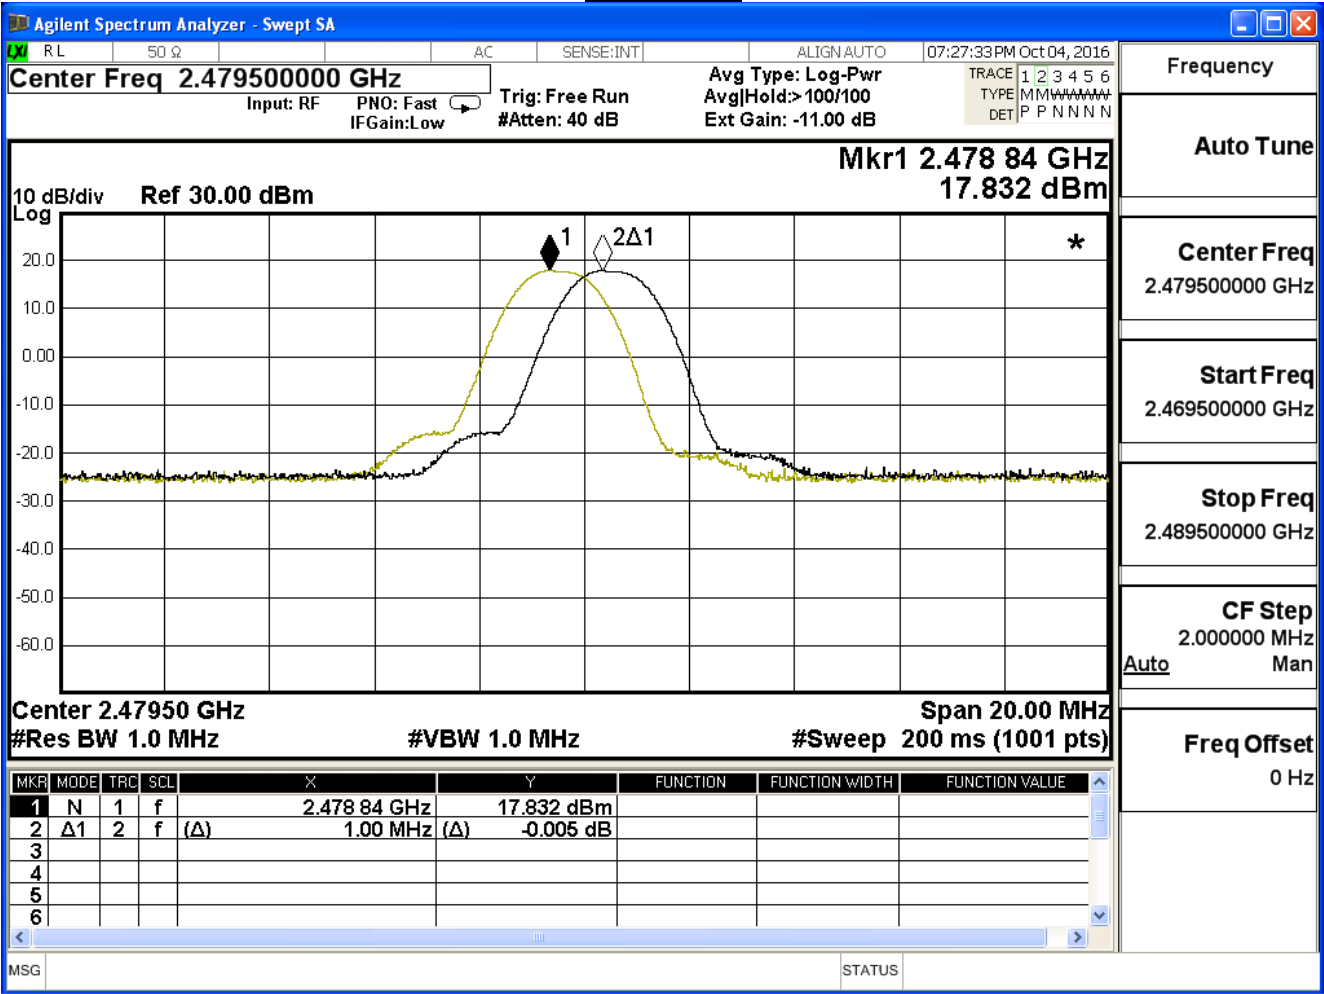 Agilent Spectrum Analyzer - Swept SA
LXI RL 50 Ω AC SENSE:INT ALIGN AUTO 07:27:33 PM Oct 04, 2016
Center Freq 2.479500000 GHz
Input: RF PNO: Fast
IFGain:Low
Trig: Free Run
#Atten: 40 dB
Avg Type: Log-Pwr
Avg|Hold:>100/100
Ext Gain: -11.00 dB
TRACE 1 2 3 4 5 6
TYPE M M W W W W
DET P P N N N N
Mkr1 2.478 84 GHz
17.832 dBm
10 dB/div Ref 30.00 dBm
Log
1
2Δ1
*
20.0
10.0
0.00
-10.0
-20.0
-30.0
-40.0
-50.0
-60.0
Center 2.47950 GHz Span 20.00 MHz
#Res BW 1.0 MHz #VBW 1.0 MHz #Sweep 200 ms (1001 pts)
MKR MODE TRC SCL X Y FUNCTION FUNCTION WIDTH FUNCTION VALUE
1 N 1 f 2.478 84 GHz 17.832 dBm
2 Δ1 2 f (Δ) 1.00 MHz (Δ) -0.005 dB
3
4
5
6
MSG STATUS
Frequency
Auto Tune
Center Freq
2.479500000 GHz
Start Freq
2.469500000 GHz
Stop Freq
2.489500000 GHz
CF Step
2.000000 MHz
Auto Man
Freq Offset
0 Hz